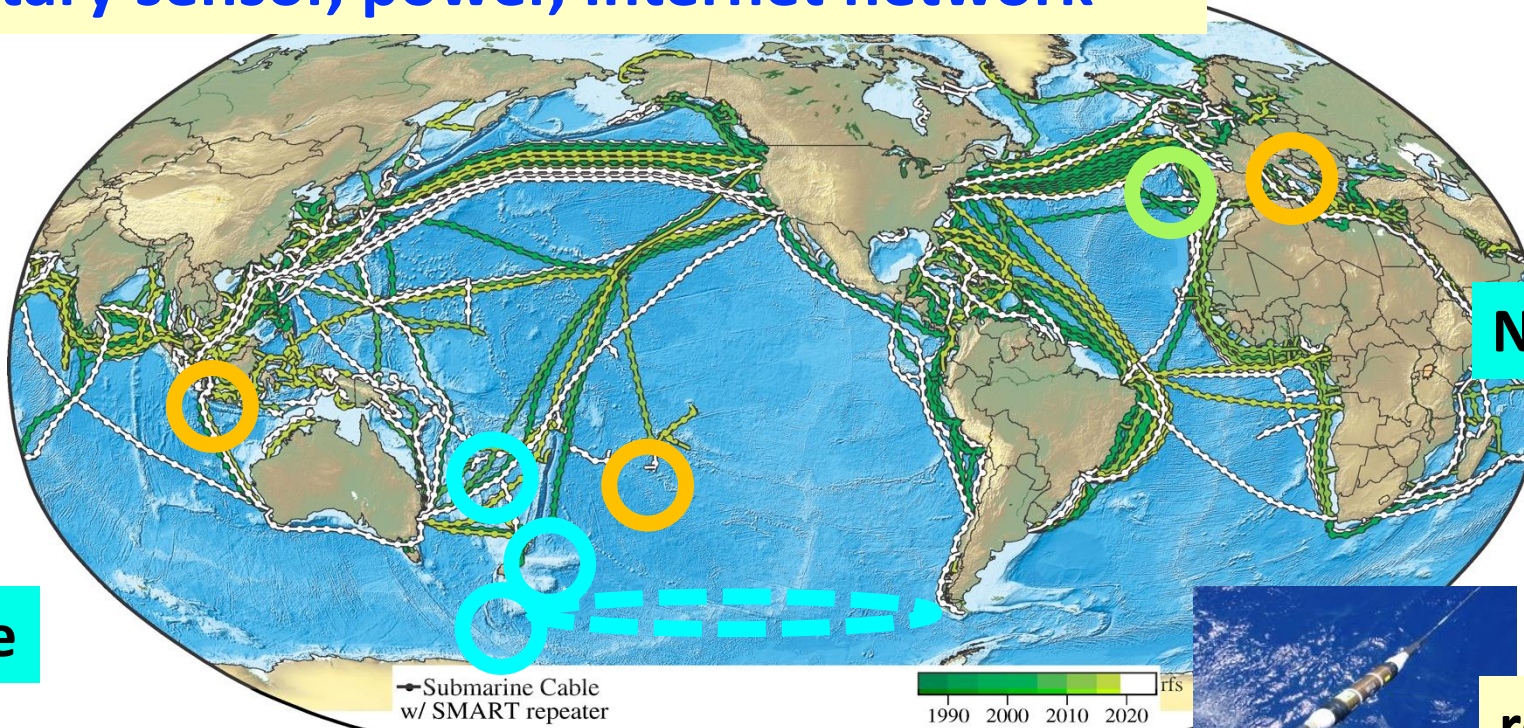 tary sensor, power, internet network
N
e
Submarine Cable
w/ SMART repeater
rfs
1990 2000 2010 2020
r